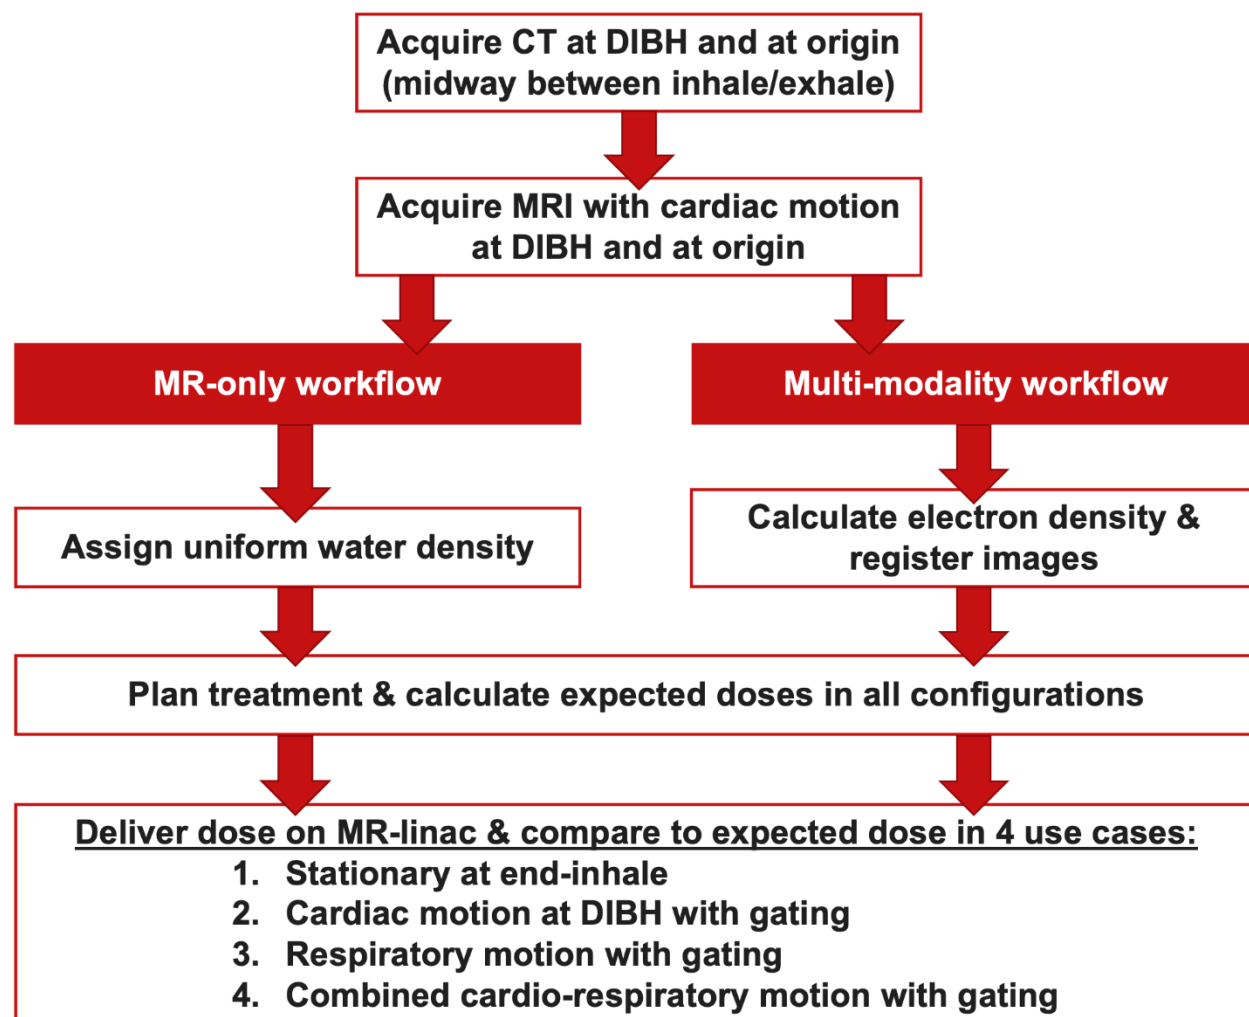 Acquire CT at DIBH and at origin
(midway between inhale/exhale)
Acquire MRI with cardiac motion
at DIBH and at origin
MR-only workflow
Multi-modality workflow
Assign uniform water density
Calculate electron density &
register images
Plan treatment & calculate expected doses in all configurations
Deliver dose on MR-linac & compare to expected dose in 4 use cases:
1. Stationary at end-inhale
2. Cardiac motion at DIBH with gating
3. Respiratory motion with gating
4. Combined cardio-respiratory motion with gating